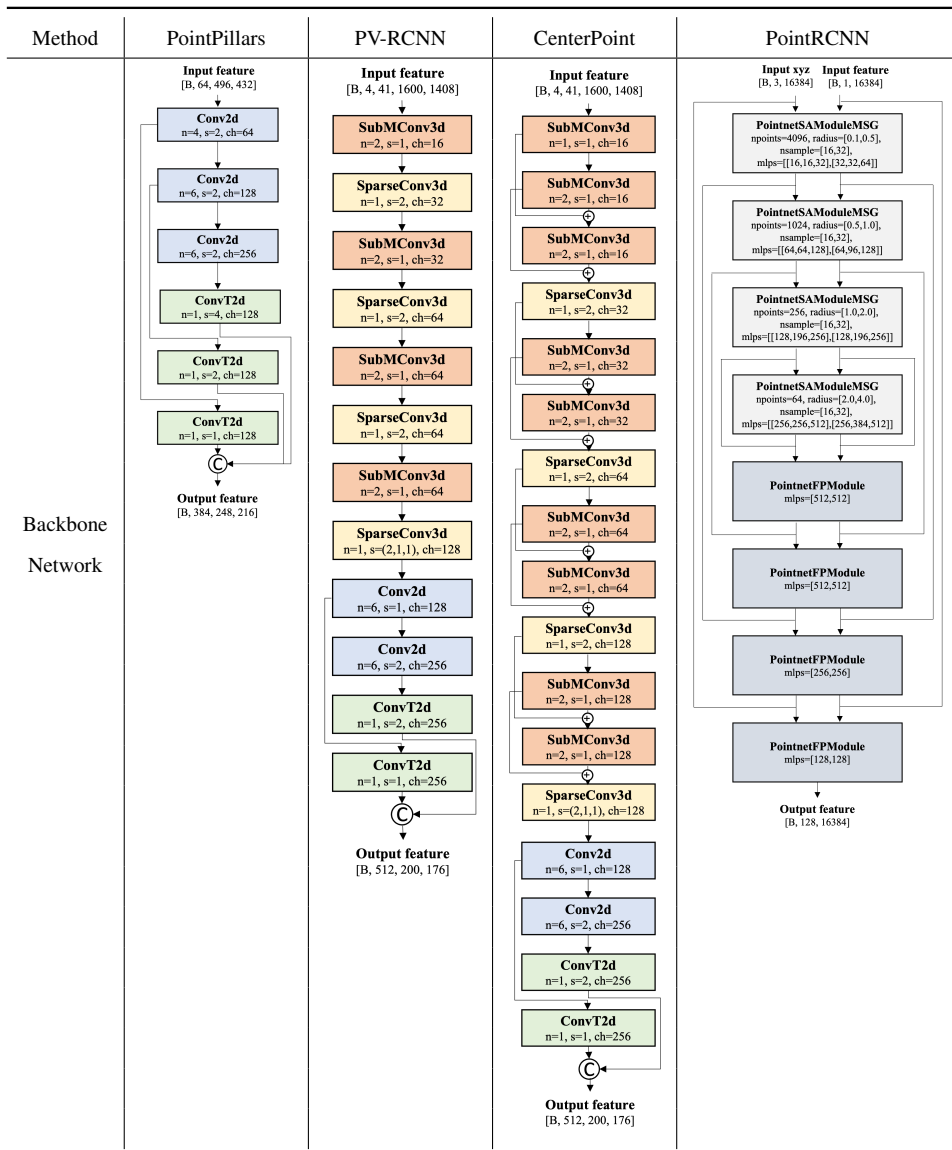 Method
PointPillars
PV-RCNN
CenterPoint
PointRCNN
Backbone
Network
Input feature
[B, 64, 496, 432]
Conv2d
n=4, s=2, ch=64
Conv2d
n=6, s=2, ch=128
Conv2d
n=6, s=2, ch=256
ConvT2d
n=1, s=4, ch=128
ConvT2d
n=1, s=2, ch=128
ConvT2d
n=1, s=1, ch=128
C
Output feature
[B, 384, 248, 216]
Input feature
[B, 4, 41, 1600, 1408]
SubMConv3d
n=2, s=1, ch=16
SparseConv3d
n=1, s=2, ch=32
SubMConv3d
n=2, s=1, ch=32
SparseConv3d
n=1, s=2, ch=64
SubMConv3d
n=2, s=1, ch=64
SparseConv3d
n=1, s=2, ch=64
SubMConv3d
n=2, s=1, ch=64
SparseConv3d
n=1, s=(2,1,1), ch=128
Conv2d
n=6, s=1, ch=128
Conv2d
n=6, s=2, ch=256
ConvT2d
n=1, s=2, ch=256
ConvT2d
n=1, s=1, ch=256
C
Output feature
[B, 512, 200, 176]
Input feature
[B, 4, 41, 1600, 1408]
SubMConv3d
n=1, s=1, ch=16
SubMConv3d
n=2, s=1, ch=16
+
SubMConv3d
n=2, s=1, ch=16
+
SparseConv3d
n=1, s=2, ch=32
SubMConv3d
n=2, s=1, ch=32
+
SubMConv3d
n=2, s=1, ch=32
+
SparseConv3d
n=1, s=2, ch=64
SubMConv3d
n=2, s=1, ch=64
+
SubMConv3d
n=2, s=1, ch=64
+
SparseConv3d
n=1, s=2, ch=128
SubMConv3d
n=2, s=1, ch=128
+
SubMConv3d
n=2, s=1, ch=128
+
SparseConv3d
n=1, s=(2,1,1), ch=128
Conv2d
n=6, s=1, ch=128
Conv2d
n=6, s=2, ch=256
ConvT2d
n=1, s=2, ch=256
ConvT2d
n=1, s=1, ch=256
C
Output feature
[B, 512, 200, 176]
Input xyz Input feature
[B, 3, 16384] [B, 1, 16384]
PointnetSAModuleMSG
npoints=4096, radius=[0.1,0.5],
nsample=[16,32],
mlps=[[16,16,32],[32,32,64]]
PointnetSAModuleMSG
npoints=1024, radius=[0.5,1.0],
nsample=[16,32],
mlps=[[64,64,128],[64,96,128]]
PointnetSAModuleMSG
npoints=256, radius=[1.0,2.0],
nsample=[16,32],
mlps=[[128,196,256],[128,196,256]]
PointnetSAModuleMSG
npoints=64, radius=[2.0,4.0],
nsample=[16,32],
mlps=[[256,256,512],[256,384,512]]
PointnetFPModule
mlps=[512,512]
PointnetFPModule
mlps=[512,512]
PointnetFPModule
mlps=[256,256]
PointnetFPModule
mlps=[128,128]
Output feature
[B, 128, 16384]